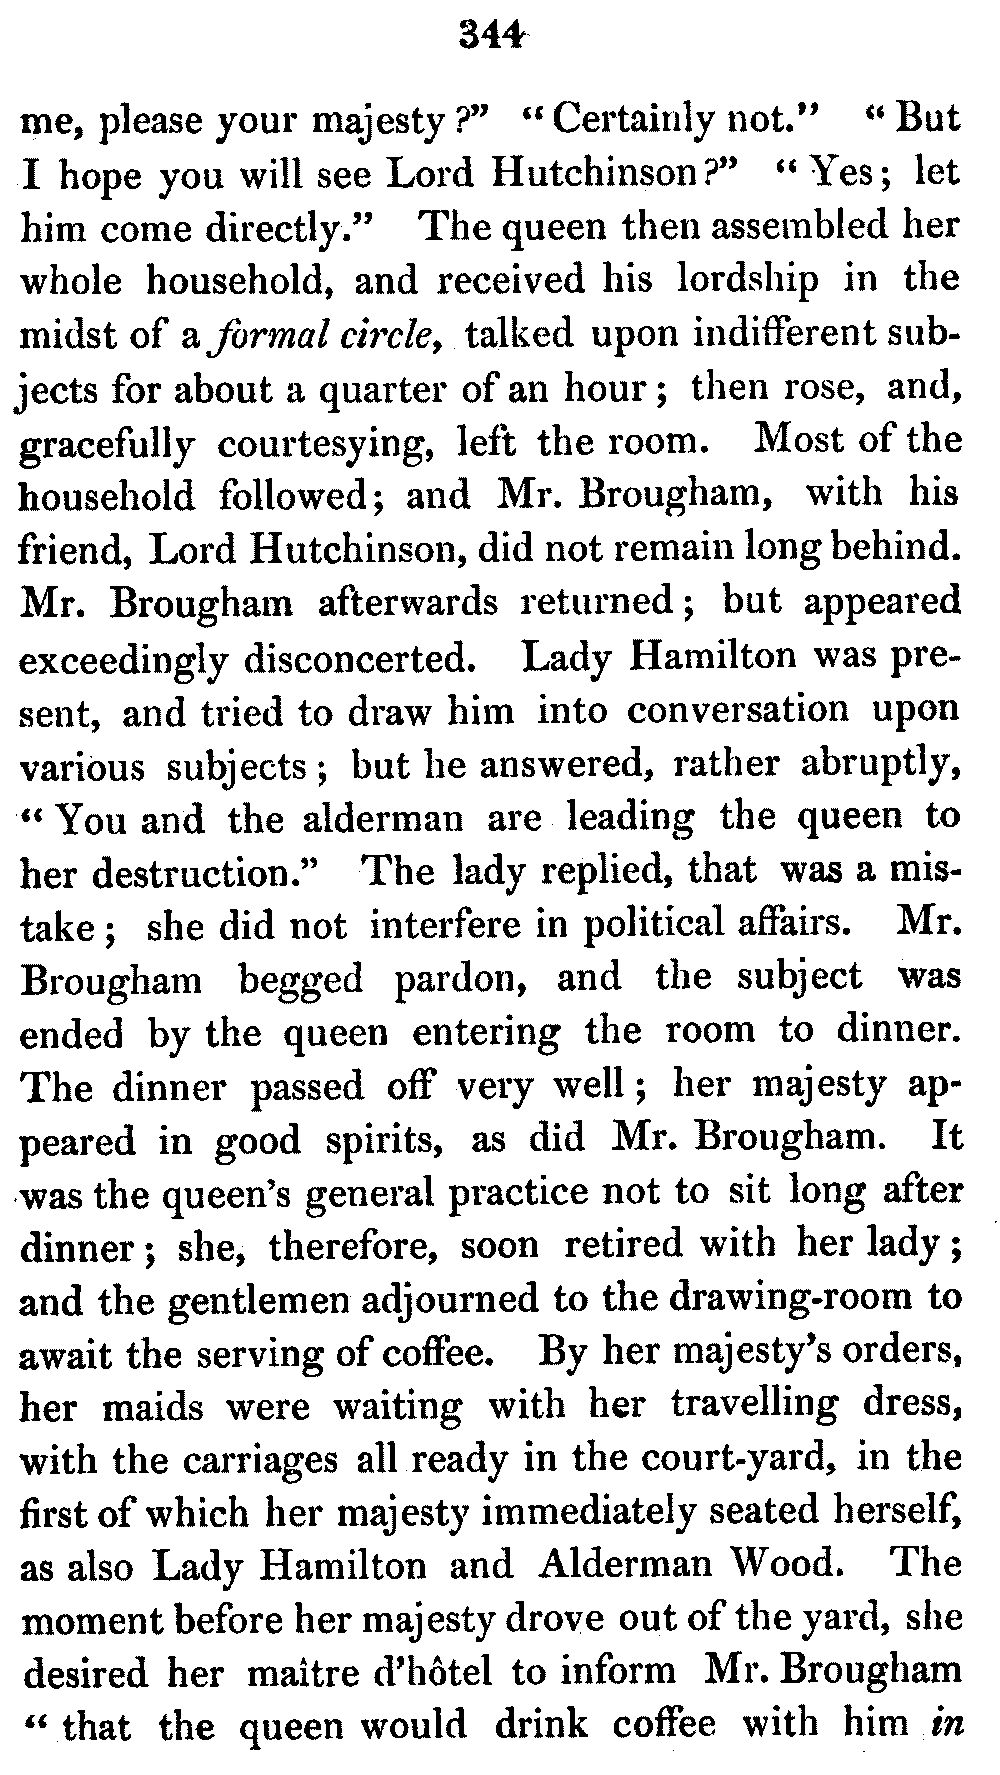 344
me, please your majesty?” “Certainly not.” “But
I hope you will see Lord Hutchinson?” “Yes; let
him come directly.” The queen then assembled her
whole household, and received his lordship in the
midst of a formal circle, talked upon indifferent sub-
jects for about a quarter of an hour; then rose, and,
gracefully courtesying, left the room. Most of the
household followed; and Mr. Brougham, with his
friend, Lord Hutchinson, did not remain long behind.
Mr. Brougham afterwards returned; but appeared
exceedingly disconcerted. Lady Hamilton was pre-
sent, and tried to draw him into conversation upon
various subjects; but he answered, rather abruptly,
“You and the alderman are leading the queen to
her destruction.” The lady replied, that was a mis-
take; she did not interfere in political affairs. Mr.
Brougham begged pardon, and the subject was
ended by the queen entering the room to dinner.
The dinner passed off very well; her majesty ap-
peared in good spirits, as did Mr. Brougham. It
was the queen’s general practice not to sit long after
dinner; she, therefore, soon retired with her lady;
and the gentlemen adjourned to the drawing-room to
await the serving of coffee. By her majesty’s orders,
her maids were waiting with her travelling dress,
with the carriages all ready in the court-yard, in the
first of which her majesty immediately seated herself,
as also Lady Hamilton and Alderman Wood. The
moment before her majesty drove out of the yard, she
desired her maître d’hôtel to inform Mr. Brougham
“that the queen would drink coffee with him in